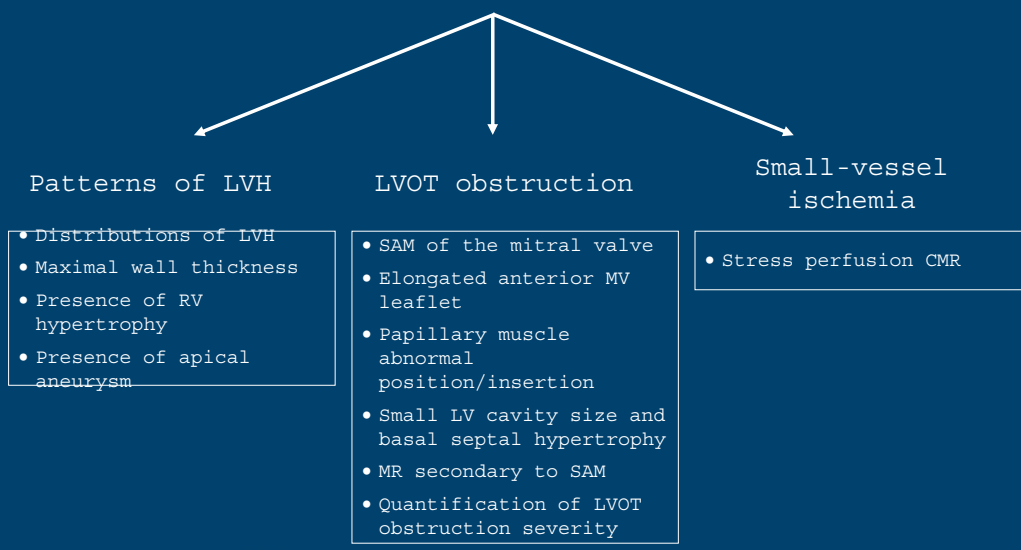 Patterns of LVH
• Distributions of LVH
• Maximal wall thickness
• Presence of RV
hypertrophy
• Presence of apical
aneurysm
LVOT obstruction
• SAM of the mitral valve
• Elongated anterior MV
leaflet
• Papillary muscle
abnormal
position/insertion
• Small LV cavity size and
basal septal hypertrophy
• MR secondary to SAM
• Quantification of LVOT
obstruction severity
Small-vessel
ischemia
• Stress perfusion CMR